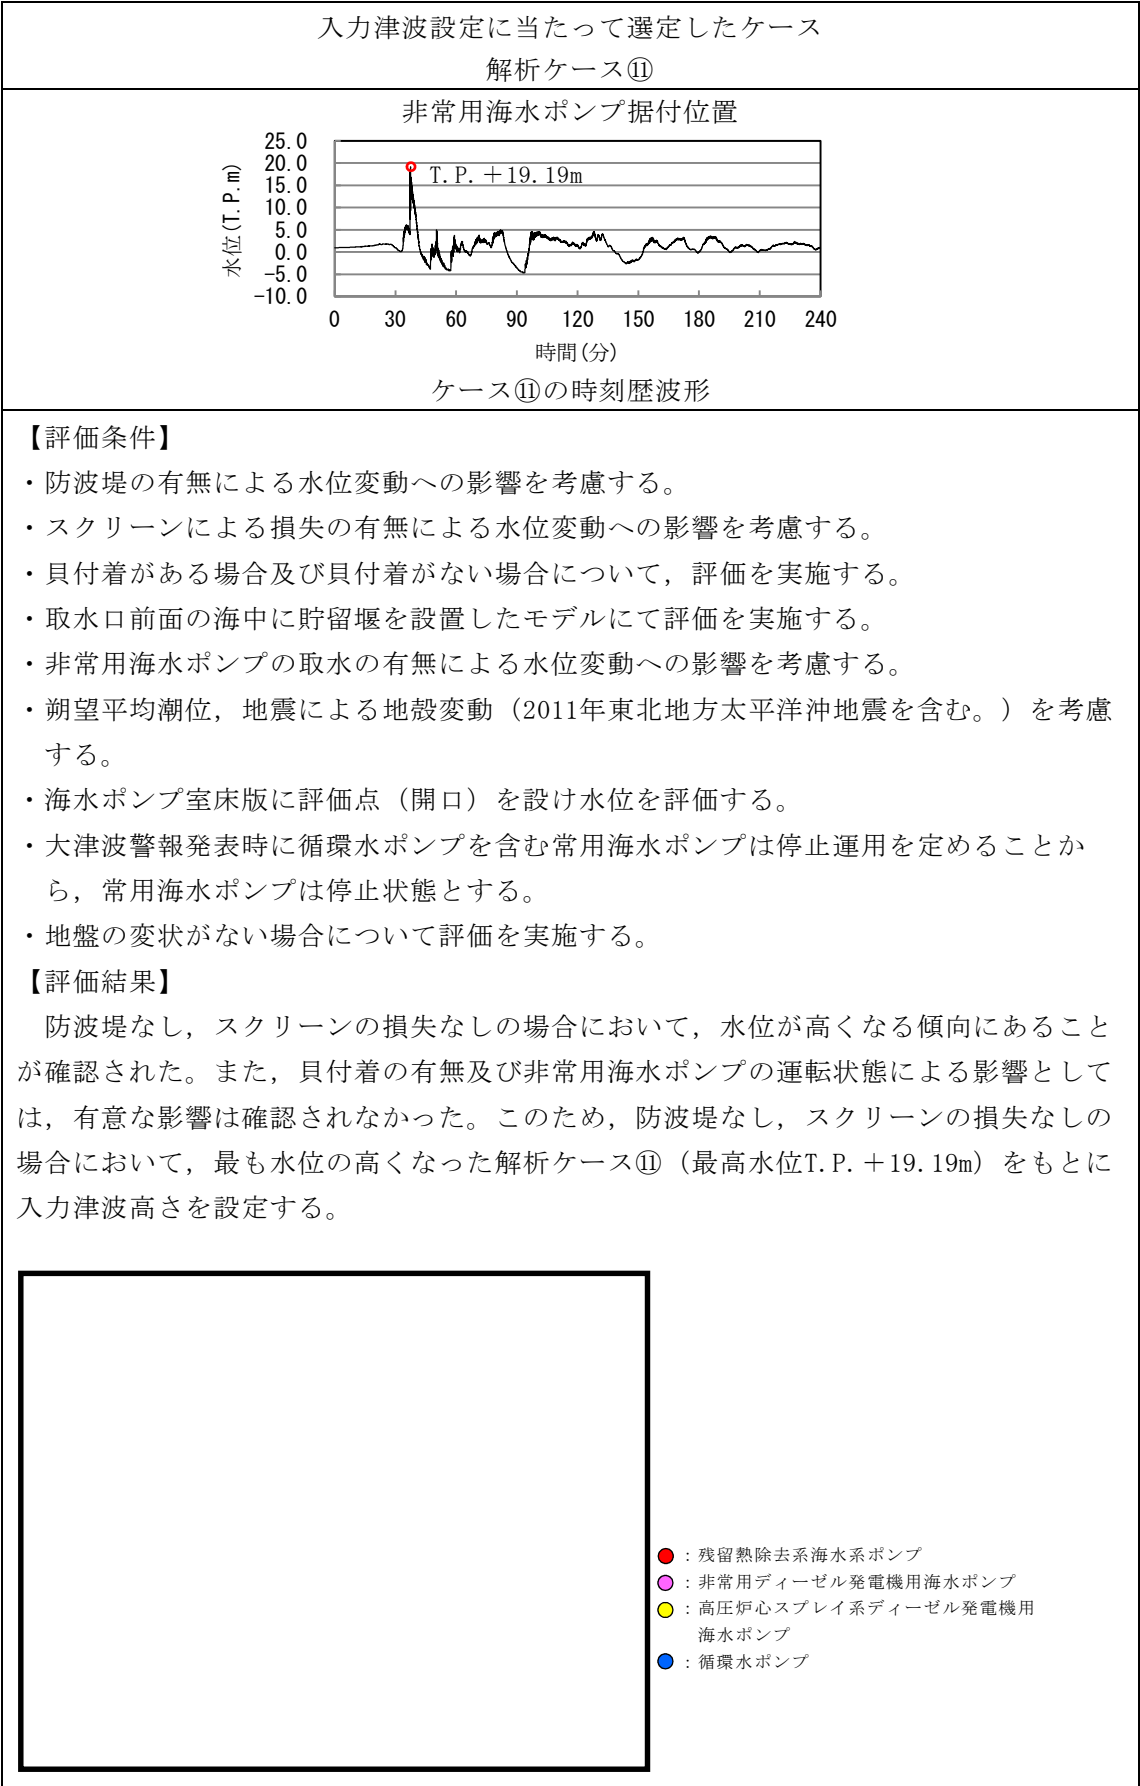 入力津波設定に当たって選定したケース
解析ケース⑪
非常用海水ポンプ据付位置
水位(T.P.m)
25.0
20.0
15.0
10.0
5.0
0.0
-5.0
-10.0
T.P.＋19.19m
0 30 60 90 120 150 180 210 240
時間(分)
ケース⑪の時刻歴波形
【評価条件】
・防波堤の有無による水位変動への影響を考慮する。
・スクリーンによる損失の有無による水位変動への影響を考慮する。
・貝付着がある場合及び貝付着がない場合について，評価を実施する。
・取水口前面の海中に貯留堰を設置したモデルにて評価を実施する。
・非常用海水ポンプの取水の有無による水位変動への影響を考慮する。
・朔望平均潮位，地震による地殻変動（2011年東北地方太平洋沖地震を含む。）を考慮
する。
・海水ポンプ室床版に評価点（開口）を設け水位を評価する。
・大津波警報発表時に循環水ポンプを含む常用海水ポンプは停止運用を定めることか
ら，常用海水ポンプは停止状態とする。
・地盤の変状がない場合について評価を実施する。
【評価結果】
防波堤なし，スクリーンの損失なしの場合において，水位が高くなる傾向にあること
が確認された。また，貝付着の有無及び非常用海水ポンプの運転状態による影響として
は，有意な影響は確認されなかった。このため，防波堤なし，スクリーンの損失なしの
場合において，最も水位の高くなった解析ケース⑪（最高水位T.P.＋19.19m）をもとに
入力津波高さを設定する。
：残留熱除去系海水系ポンプ
：非常用ディーゼル発電機用海水ポンプ
：高圧炉心スプレイ系ディーゼル発電機用
海水ポンプ
：循環水ポンプ